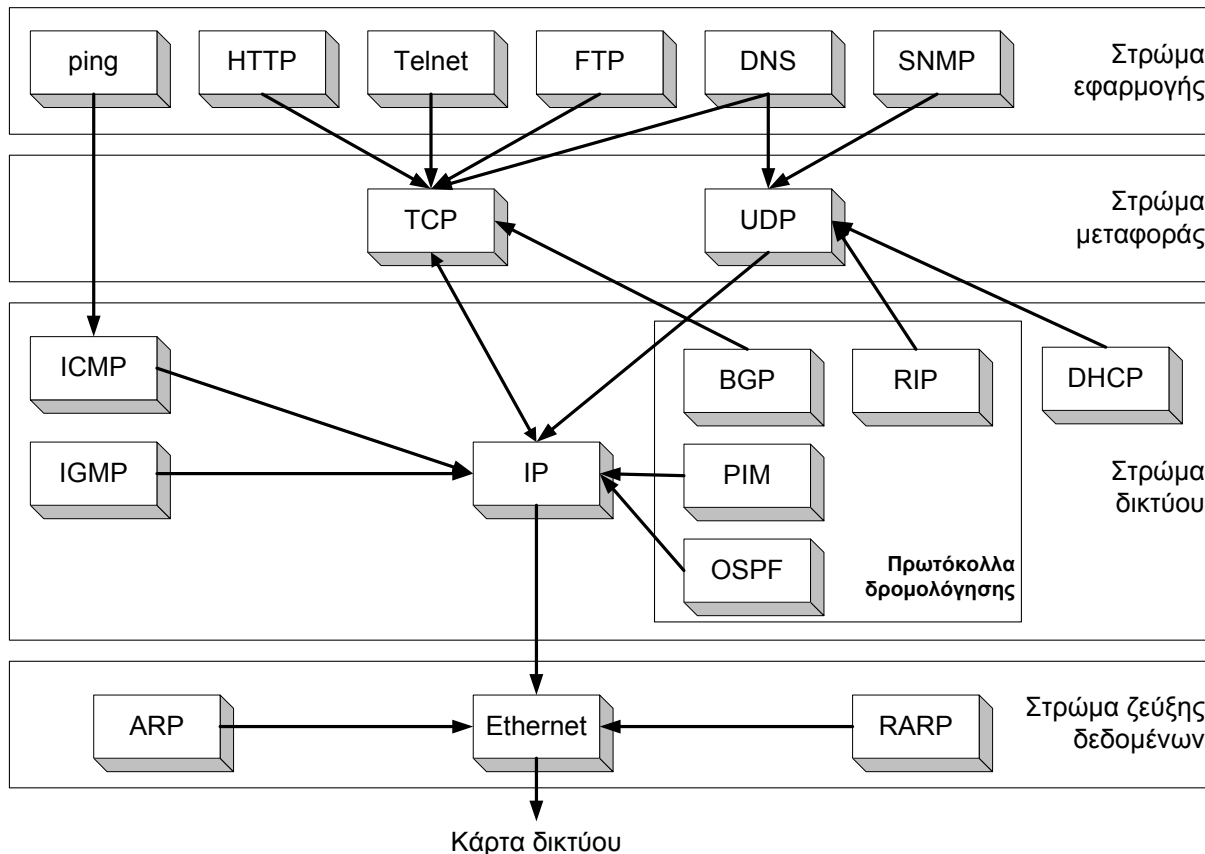 ping
HTTP
Telnet
FTP
DNS
SNMP
Στρώμα
εφαρμογής
TCP
UDP
Στρώμα
μεταφοράς
ICMP
BGP
RIP
DHCP
IGMP
IP
PIM
Στρώμα
δικτύου
OSPF
Πρωτόκολλα
δρομολόγησης
ARP
Ethernet
RARP
Στρώμα ζεύξης
δεδομένων
Κάρτα δικτύου